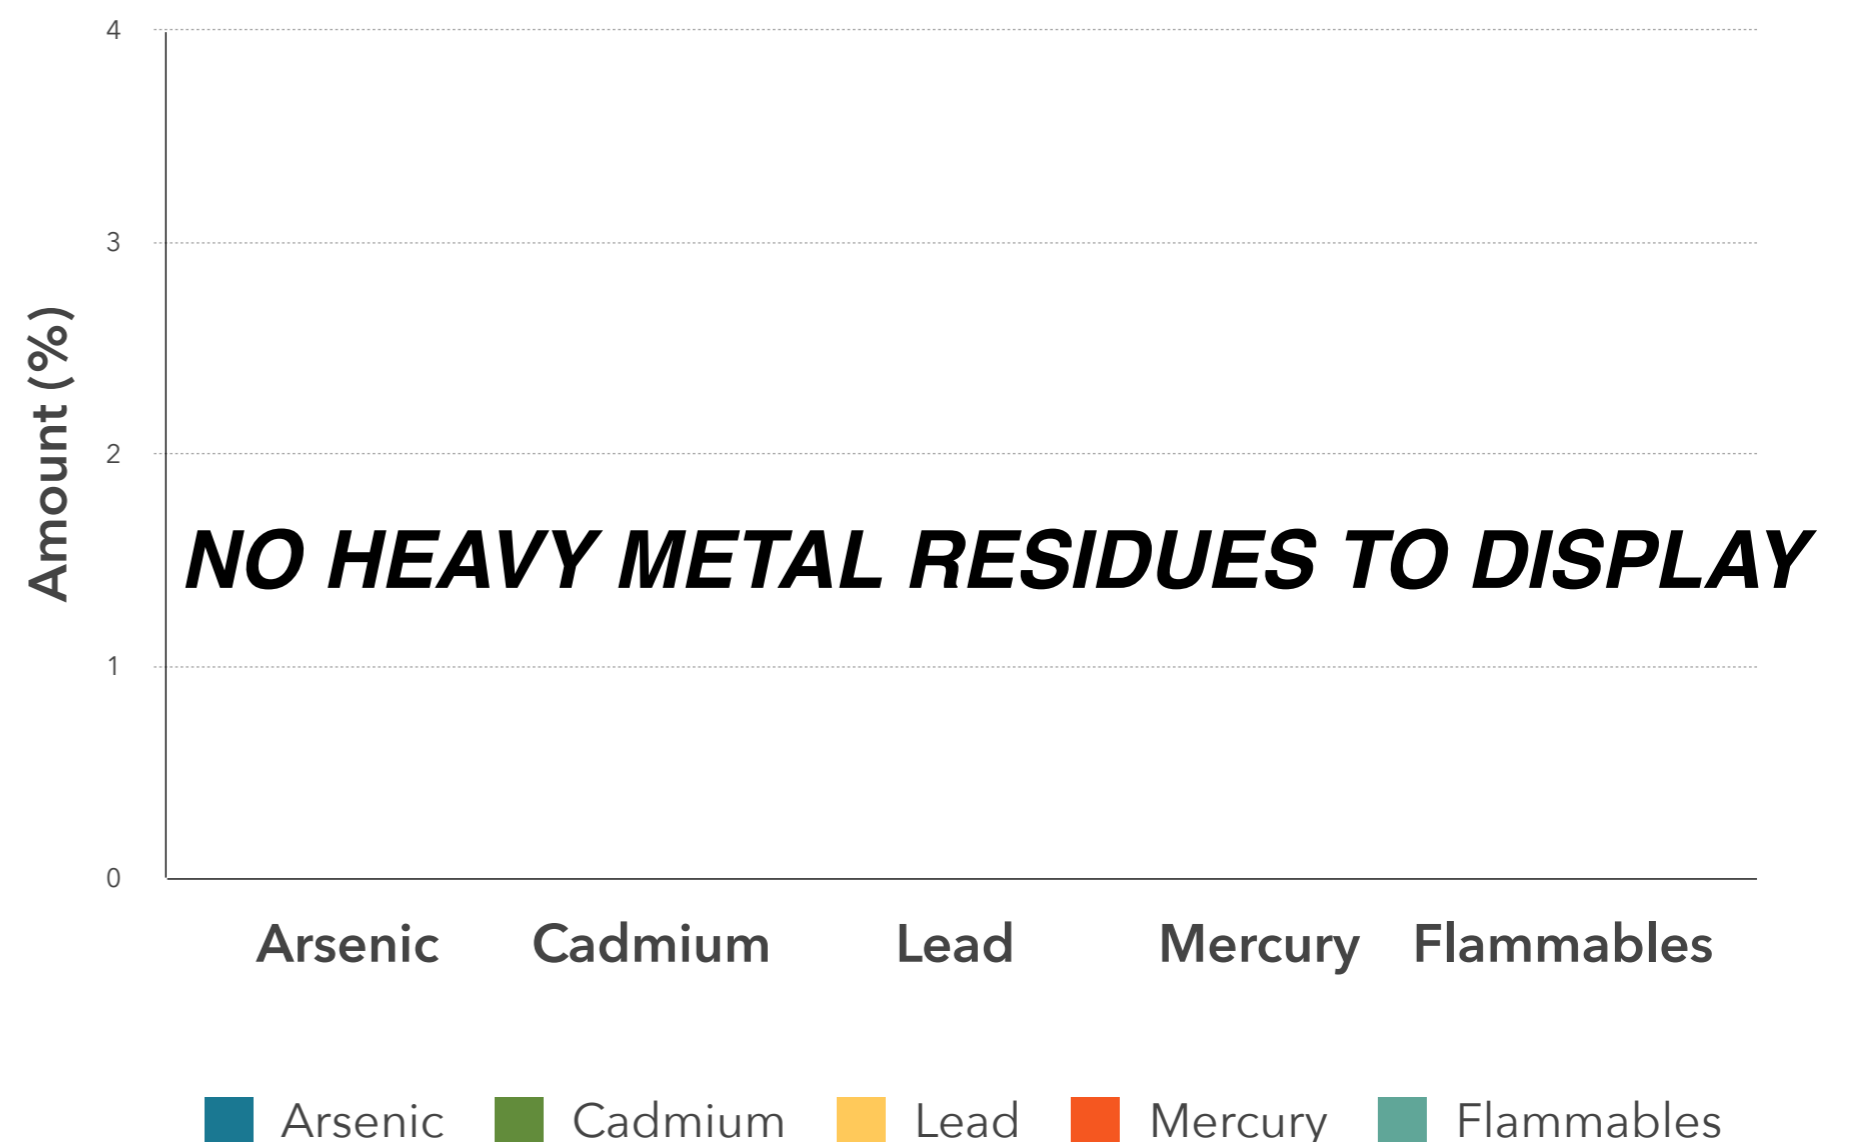 4
3
Amount (%)
2
NO HEAVY METAL RESIDUES TO DISPLAY
1
0
Arsenic Cadmium Lead Mercury Flammables
Arsenic Cadmium Lead Mercury Flammables